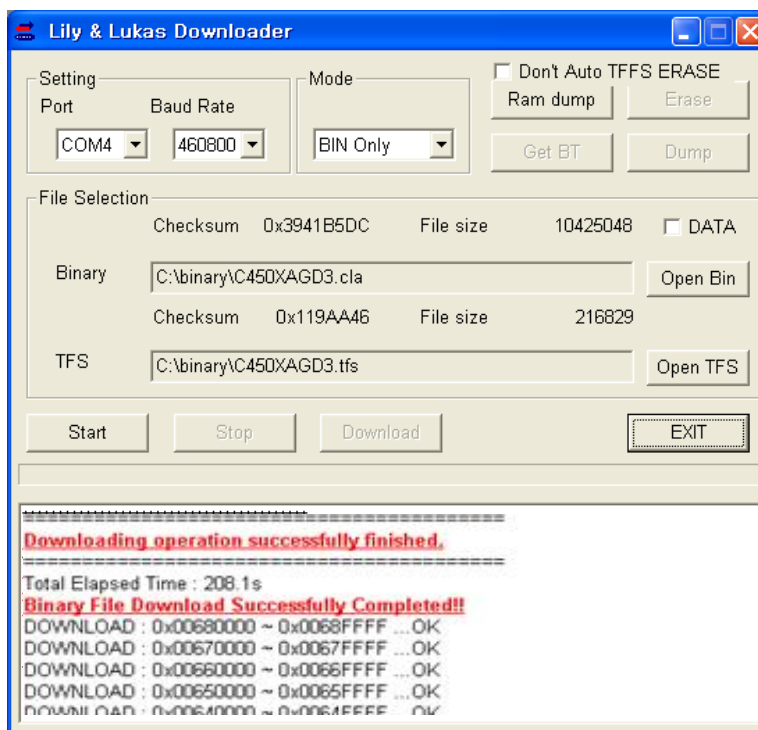 Lily & Lukas Downloader
Setting
Port Baud Rate
COM4 460800
Mode
BIN Only
Don't Auto TFFS ERASE
Ram dump Erase
Get BT Dump
File Selection
Checksum 0x3941B5DC File size 10425048 DATA
Binary C:\binary\C450XAGD3.cla Open Bin
Checksum 0x119AA46 File size 216829
TFS C:\binary\C450XAGD3.tfs Open TFS
Start Stop Download EXIT
==============================================
Downloading operation successfully finished.
==============================================
Total Elapsed Time : 208.1s
Binary File Download Successfully Completed!!
DOWNLOAD : 0x00680000 ~ 0x0068FFFF ...OK
DOWNLOAD : 0x00670000 ~ 0x0067FFFF ...OK
DOWNLOAD : 0x00660000 ~ 0x0066FFFF ...OK
DOWNLOAD : 0x00650000 ~ 0x0065FFFF ...OK
DOWNLOAD : 0x00640000 ~ 0x0064FFFF ...OK